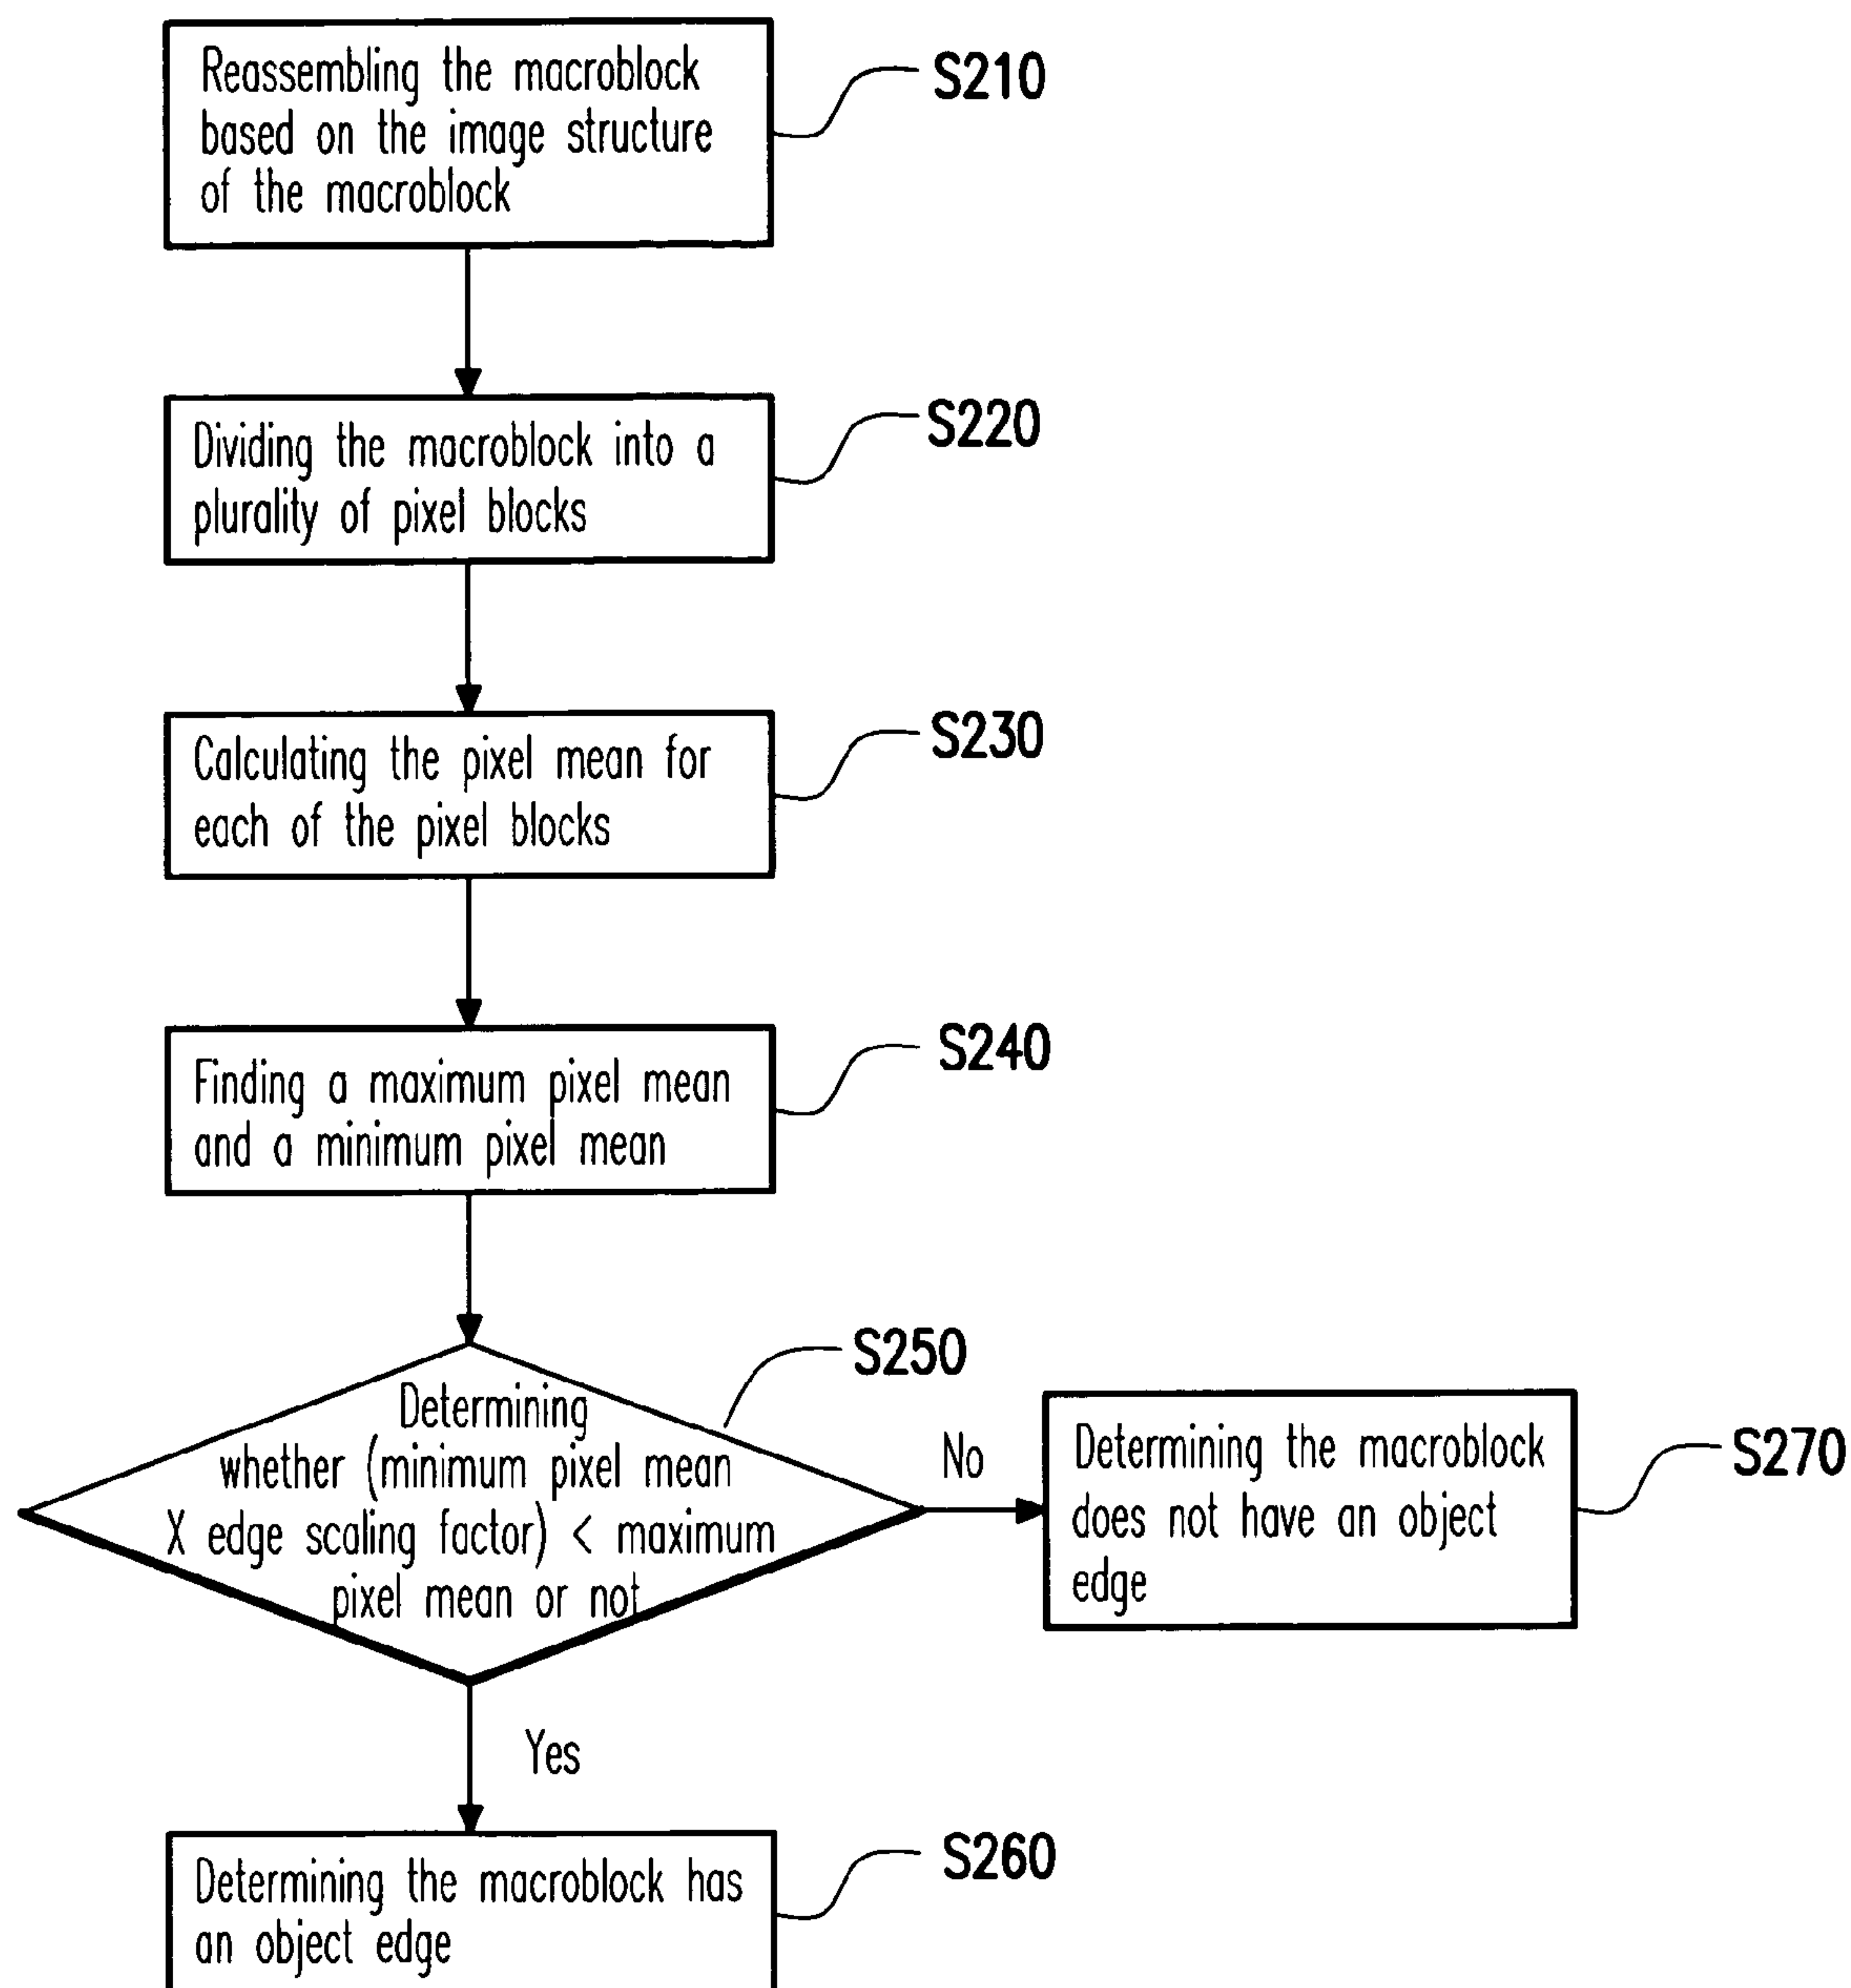 Reassembling the macroblock
based on the image structure
of the macroblock
S210
Dividing the macroblock into a
plurality of pixel blocks
S220
Calculating the pixel mean for
each of the pixel blocks
S230
Finding a maximum pixel mean
and a minimum pixel mean
S240
Determining
whether (minimum pixel mean
X edge scaling factor) < maximum
pixel mean or not
S250
No
Determining the macroblock
does not have an object
edge
S270
Yes
Determining the macroblock has
an object edge
S260